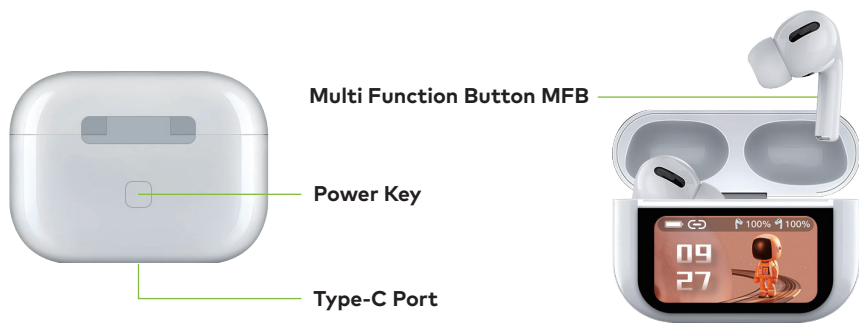 Multi Function Button MFB
Power Key
Type-C Port
100% 100%
09
27